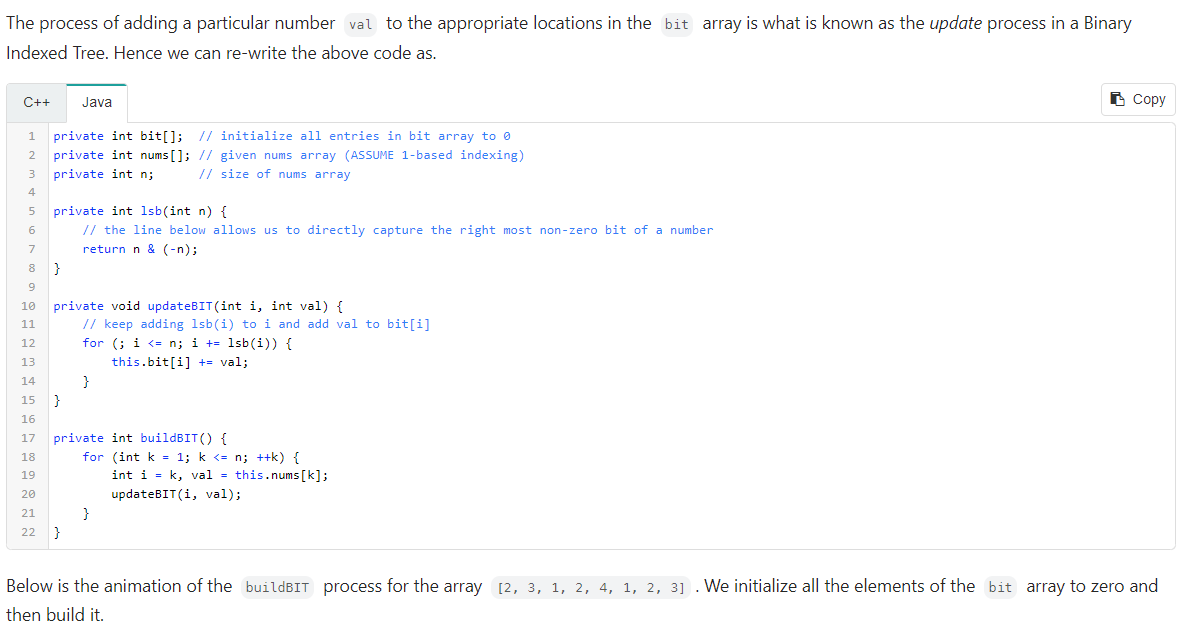 The process of adding a particular number val to the appropriate locations in the bit array is what is known as the update process in a Binary
Indexed Tree. Hence we can re-write the above code as.
C++ Java Copy
1 private int bit[];  // initialize all entries in bit array to 0
2 private int nums[]; // given nums array (ASSUME 1-based indexing)
3 private int n;      // size of nums array
4
5 private int lsb(int n) {
6     // the line below allows us to directly capture the right most non-zero bit of a number
7     return n & (-n);
8 }
9
10 private void updateBIT(int i, int val) {
11     // keep adding lsb(i) to i and add val to bit[i]
12     for (; i <= n; i += lsb(i)) {
13         this.bit[i] += val;
14     }
15 }
16
17 private int buildBIT() {
18     for (int k = 1; k <= n; ++k) {
19         int i = k, val = this.nums[k];
20         updateBIT(i, val);
21     }
22 }
Below is the animation of the buildBIT process for the array [2, 3, 1, 2, 4, 1, 2, 3] . We initialize all the elements of the bit array to zero and
then build it.